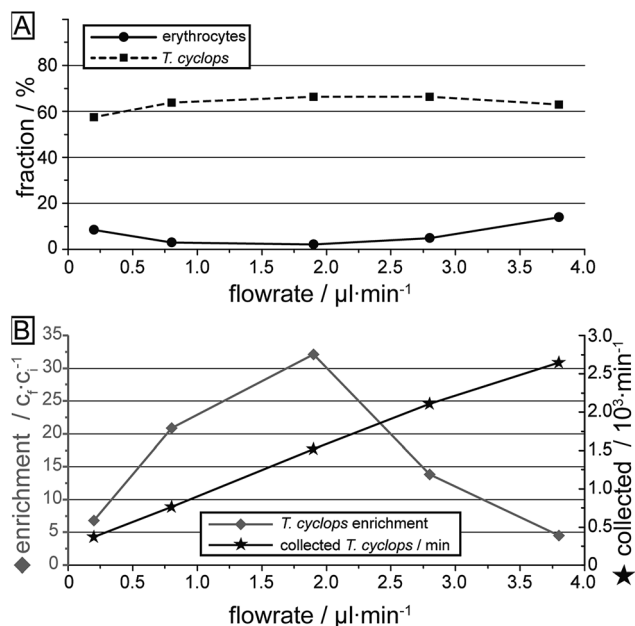 A
erythrocytes
T. cyclops
fraction / %
80
60
40
20
0
0 0.5 1.0 1.5 2.0 2.5 3.0 3.5 4.0
flowrate / µl·min⁻¹
B
enrichment / c_f·c_i⁻¹
35
30
25
20
15
10
5
0
3.0
2.5
2.0
1.5
1.0
0.5
0
collected / 10³·min⁻¹
T. cyclops enrichment
collected T. cyclops / min
0 0.5 1.0 1.5 2.0 2.5 3.0 3.5 4.0
flowrate / µl·min⁻¹